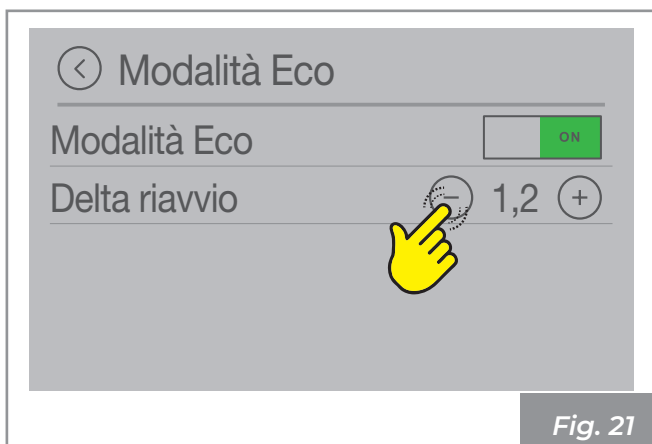 Modalità Eco
Modalità Eco ON
Delta riavvio - 1,2 +
Fig. 21